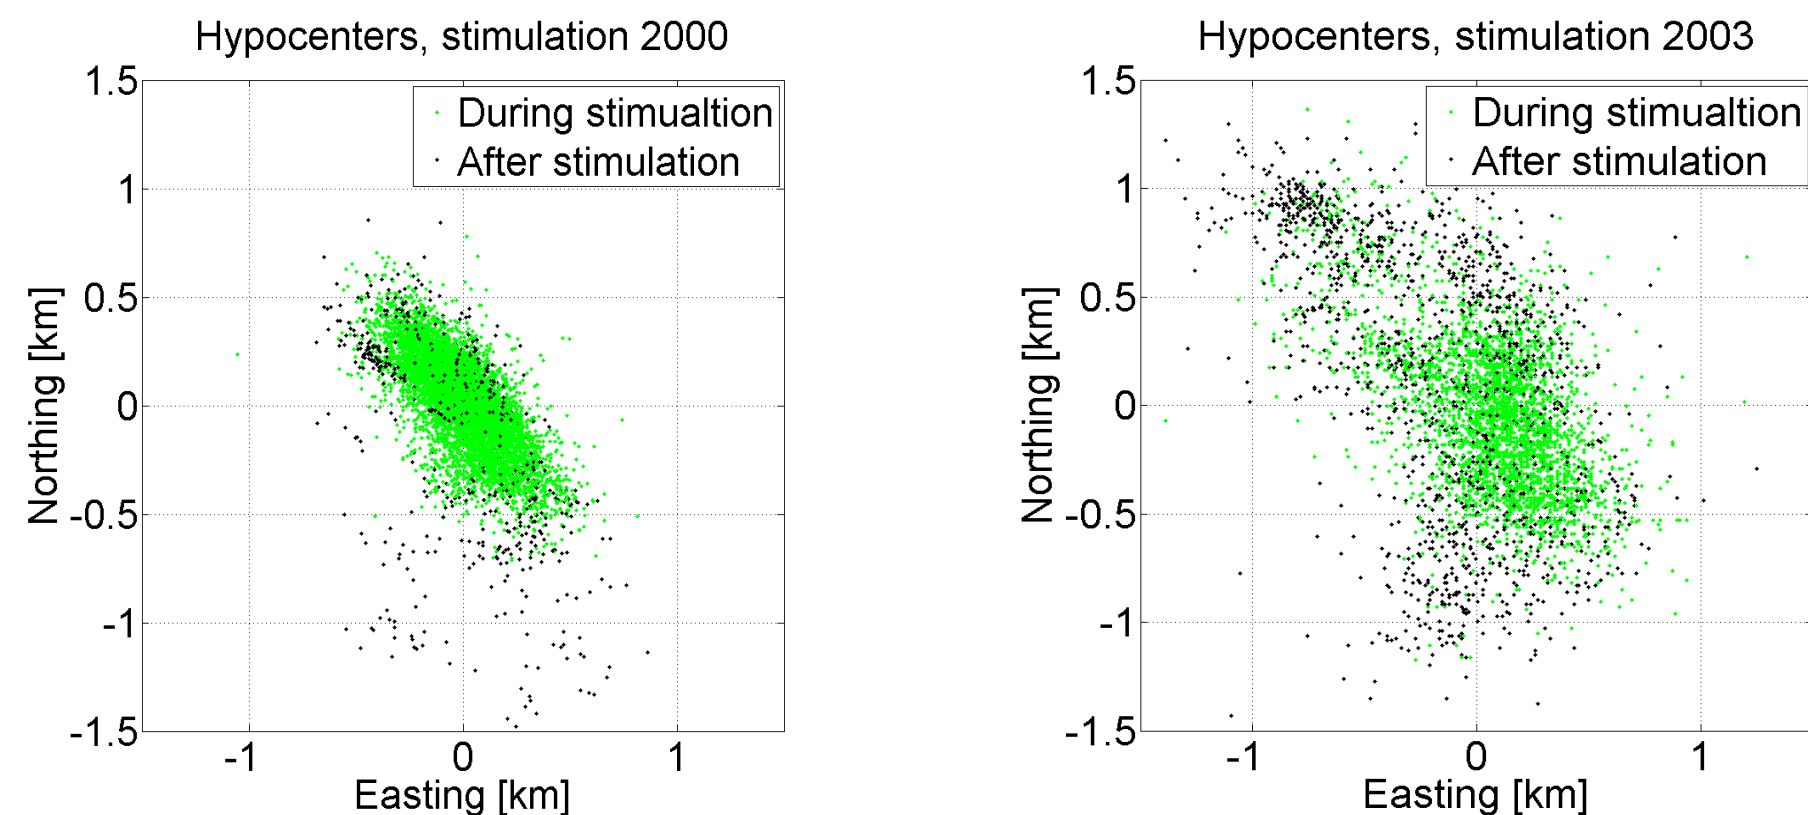 Hypocenters, stimulation 2000
1.5
1
0.5
0
-0.5
-1
-1.5
Northing [km]
During stimualtion
After stimulation
-1 0 1
Easting [km]
Hypocenters, stimulation 2003
1.5
1
0.5
0
-0.5
-1
-1.5
Northing [km]
During stimualtion
After stimulation
-1 0 1
Easting [km]